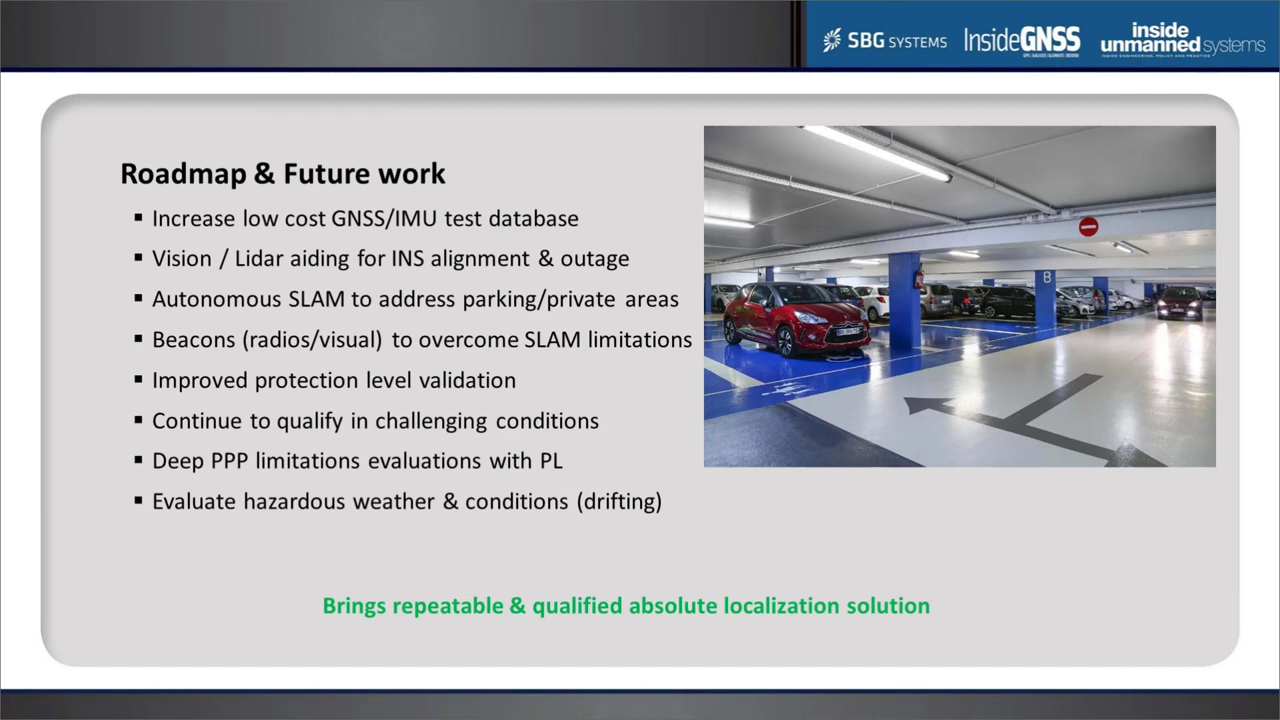 SBG SYSTEMS
InsideGNSS
inside
unmanned systems
Roadmap & Future work
▪ Increase low cost GNSS/IMU test database
▪ Vision / Lidar aiding for INS alignment & outage
▪ Autonomous SLAM to address parking/private areas
▪ Beacons (radios/visual) to overcome SLAM limitations
▪ Improved protection level validation
▪ Continue to qualify in challenging conditions
▪ Deep PPP limitations evaluations with PL
▪ Evaluate hazardous weather & conditions (drifting)
B
Brings repeatable & qualified absolute localization solution